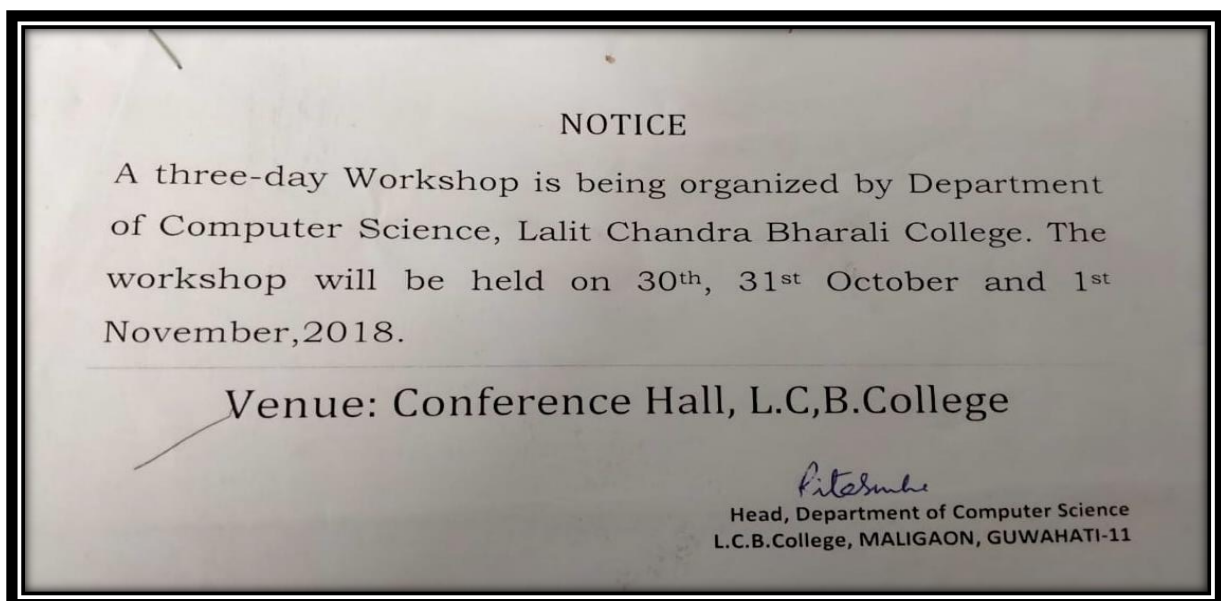 NOTICE
A three-day Workshop is being organized by Department
of Computer Science, Lalit Chandra Bharali College. The
workshop will be held on 30th, 31st October and 1st
November,2018.
Venue: Conference Hall, L.C,B.College
Head, Department of Computer Science
L.C.B.College, MALIGAON, GUWAHATI-11